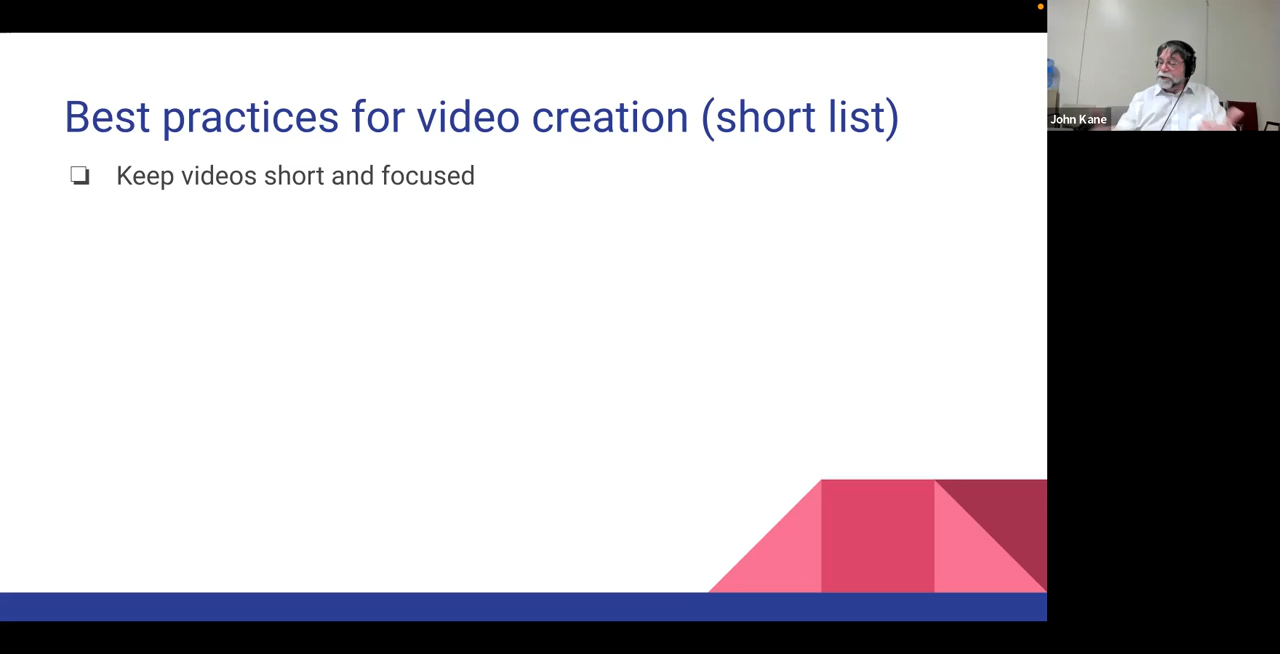 Best practices for video creation (short list)
❏ Keep videos short and focused
John Kane